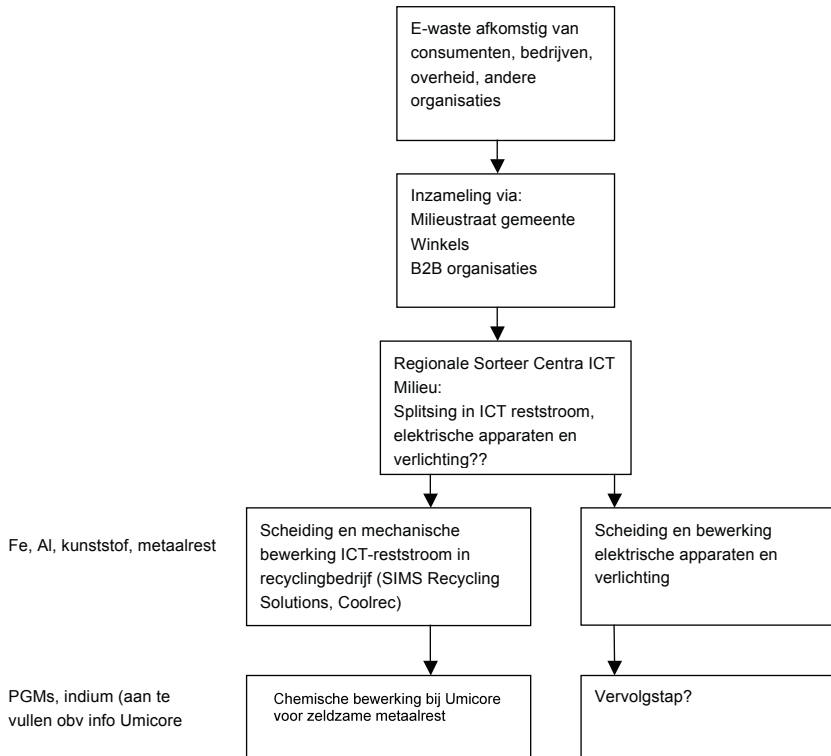 E-waste afkomstig van
consumenten, bedrijven,
overheid, andere
organisaties
Inzameling via:
Milieustraat gemeente
Winkels
B2B organisaties
Regionale Sorteer Centra ICT
Milieu:
Splitsing in ICT reststroom,
elektrische apparaten en
verlichting??
Fe, Al, kunststof, metaalrest
Scheiding en mechanische
bewerking ICT-reststroom in
recyclingbedrijf (SIMS Recycling
Solutions, Coolrec)
Scheiding en bewerking
elektrische apparaten en
verlichting
PGMs, indium (aan te
vullen obv info Umicore
Chemische bewerking bij Umicore
voor zeldzame metaalrest
Vervolgstap?